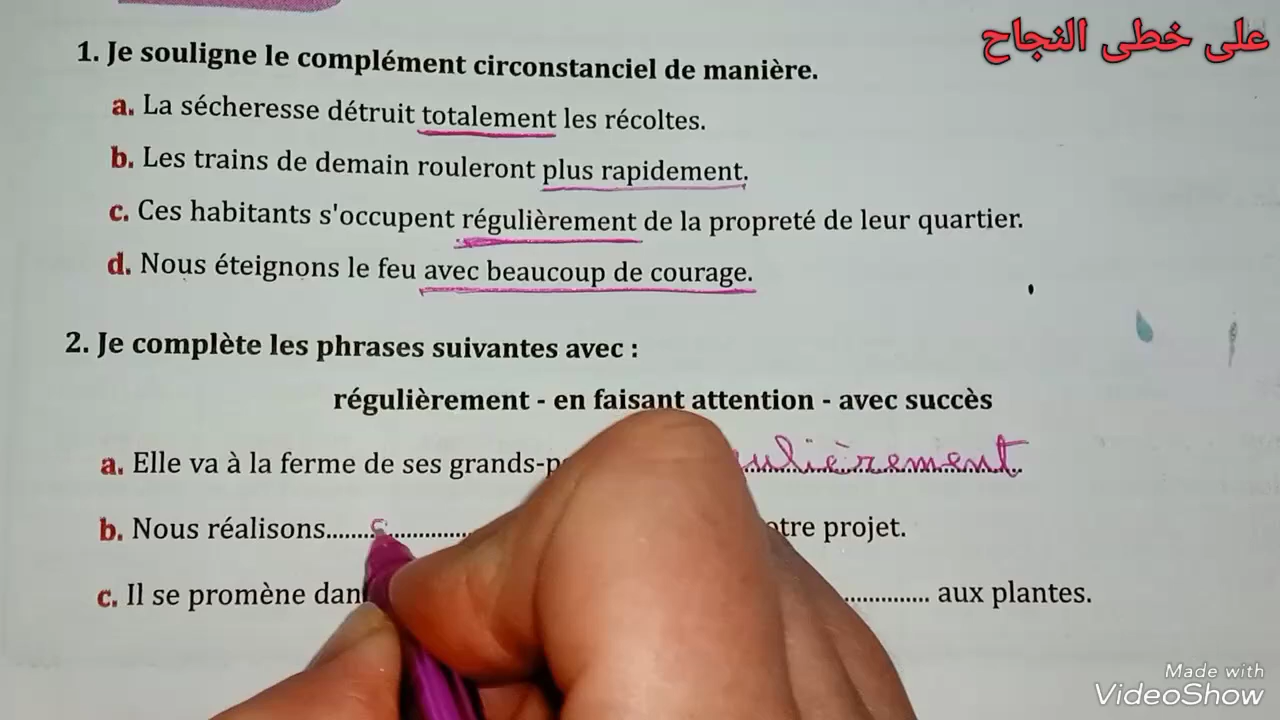 على خطى النجاح
1. Je souligne le complément circonstanciel de manière.
a. La sécheresse détruit totalement les récoltes.
b. Les trains de demain rouleront plus rapidement.
c. Ces habitants s'occupent régulièrement de la propreté de leur quartier.
d. Nous éteignons le feu avec beaucoup de courage.
2. Je complète les phrases suivantes avec :
régulièrement - en faisant attention - avec succès
a. Elle va à la ferme de ses
b. Nous réalisons.................. projet.
c. Il se promène .............. aux plantes.
Made with
VideoShow